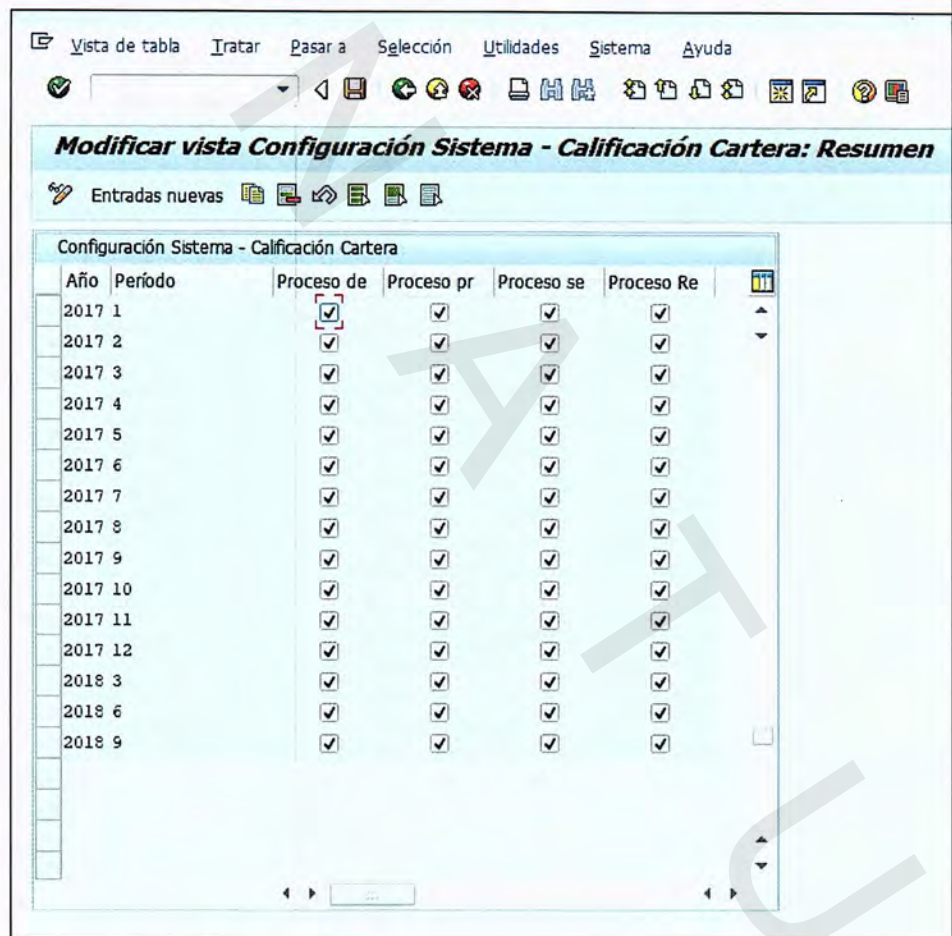 Vista de tabla Tratar Pasar a Selección Utilidades Sistema Ayuda
Modificar vista Configuración Sistema - Calificación Cartera: Resumen
Entradas nuevas
Configuración Sistema - Calificación Cartera
Año Período Proceso de Proceso pr Proceso se Proceso Re
2017 1
2017 2
2017 3
2017 4
2017 5
2017 6
2017 7
2017 8
2017 9
2017 10
2017 11
2017 12
2018 3
2018 6
2018 9
N
A
T
U